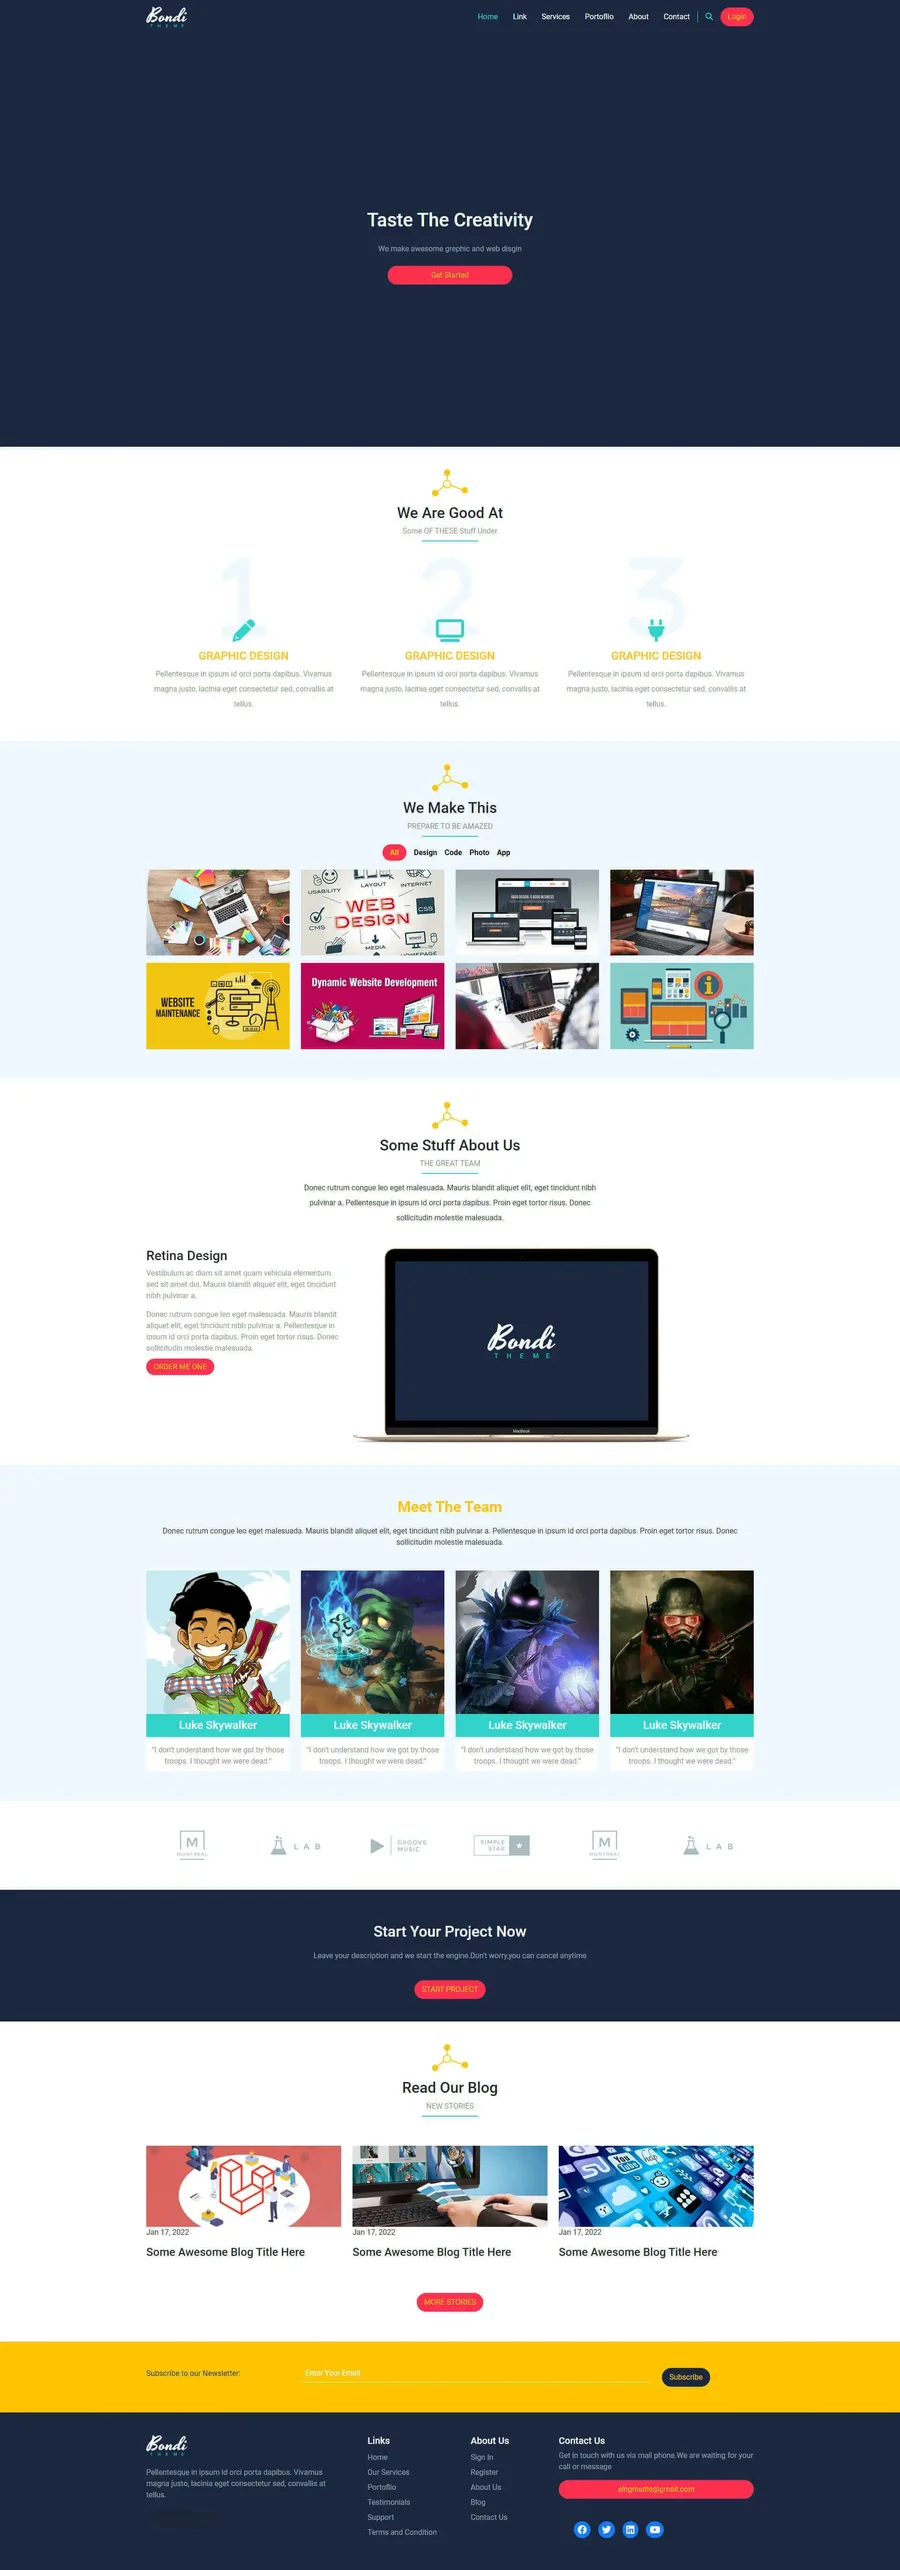 Bondi
THEME
Home
Link
Services
Portoflio
About
Contact
Login
Taste The Creativity
We make awesome grephic and web disgin
Get Started
We Are Good At
Some OF THESE Stuff Under
1
2
3
GRAPHIC DESIGN
Pellentesque in ipsum id orci porta dapibus. Vivamus
magna justo, lacinia eget consectetur sed, convallis at
tellus.
GRAPHIC DESIGN
Pellentesque in ipsum id orci porta dapibus. Vivamus
magna justo, lacinia eget consectetur sed, convallis at
tellus.
GRAPHIC DESIGN
Pellentesque in ipsum id orci porta dapibus. Vivamus
magna justo, lacinia eget consectetur sed, convallis at
tellus.
We Make This
PREPARE TO BE AMAZED
All
Design
Code
Photo
App
USABILITY
LAYOUT
INTERNET
WEB
DESIGN
CSS
CMS
MEDIA
HOMEPAGE
WEBSITE
MAINTENANCE
Dynamic Website Development
Some Stuff About Us
THE GREAT TEAM
Donec rutrum congue leo eget malesuada. Mauris blandit aliquet elit, eget tincidunt nibh
pulvinar a. Pellentesque in ipsum id orci porta dapibus. Proin eget tortor risus. Donec
sollicitudin molestie malesuada.
Retina Design
Vestibulum ac diam sit amet quam vehicula elementum
sed sit amet dui. Mauris blandit aliquet elit, eget tincidunt
nibh pulvinar a.
Donec rutrum congue leo eget malesuada. Mauris blandit
aliquet elit, eget tincidunt nibh pulvinar a. Pellentesque in
ipsum id orci porta dapibus. Proin eget tortor risus. Donec
sollicitudin molestie malesuada.
ORDER ME ONE
Bondi
THEME
MacBook
Meet The Team
Donec rutrum congue leo eget malesuada. Mauris blandit aliquet elit, eget tincidunt nibh pulvinar a. Pellentesque in ipsum id orci porta dapibus. Proin eget tortor risus. Donec
sollicitudin molestie malesuada.
Luke Skywalker
"I don't understand how we got by those
troops. I thought we were dead."
Luke Skywalker
"I don't understand how we got by those
troops. I thought we were dead."
Luke Skywalker
"I don't understand how we got by those
troops. I thought we were dead."
Luke Skywalker
"I don't understand how we got by those
troops. I thought we were dead."
M
MONTREAL
LAB
GROOVE
MUSIC
SIMPLE
STAR
M
MONTREAL
LAB
Start Your Project Now
Leave your description and we start the engine.Don't worry,you can cancel anytime
START PROJECT
Read Our Blog
NEW STORIES
You
Tube
Jan 17, 2022
Some Awesome Blog Title Here
Jan 17, 2022
Some Awesome Blog Title Here
Jan 17, 2022
Some Awesome Blog Title Here
MORE STORIES
Subscribe to our Newsletter:
Enter Your Email
Subscribe
Bondi
THEME
Pellentesque in ipsum id orci porta dapibus. Vivamus
magna justo, lacinia eget consectetur sed, convallis at
tellus.
Links
Home
Our Services
Portoflio
Testimonials
Support
Terms and Condition
About Us
Sign In
Register
About Us
Blog
Contact Us
Contact Us
Get in touch with us via mail phone.We are waiting for your
call or message
elngmadie@gmail.com